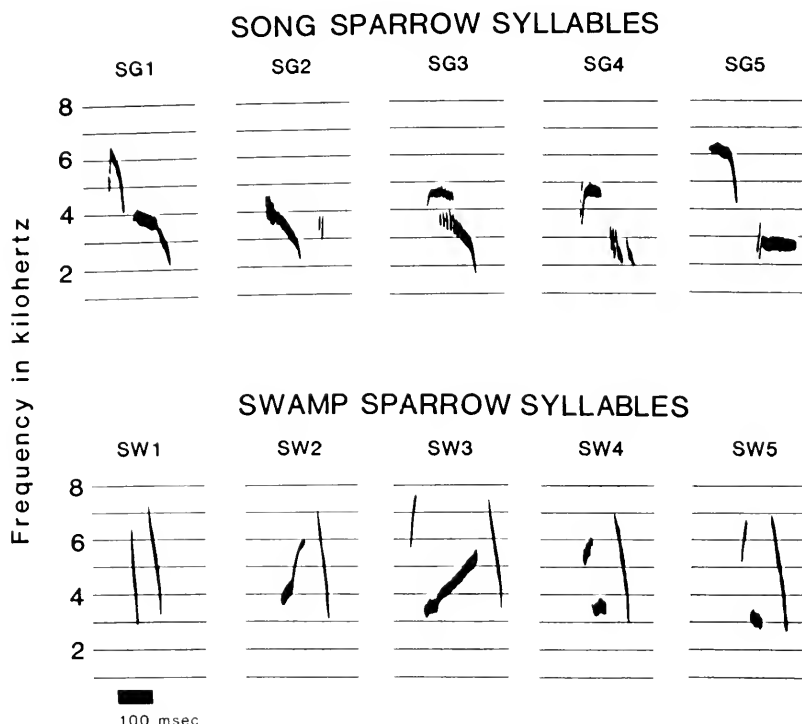 SONG SPARROW SYLLABLES
SG1 SG2 SG3 SG4 SG5
8
6
4
2
Frequency in kilohertz
SWAMP SPARROW SYLLABLES
SW1 SW2 SW3 SW4 SW5
8
6
4
2
100 msec